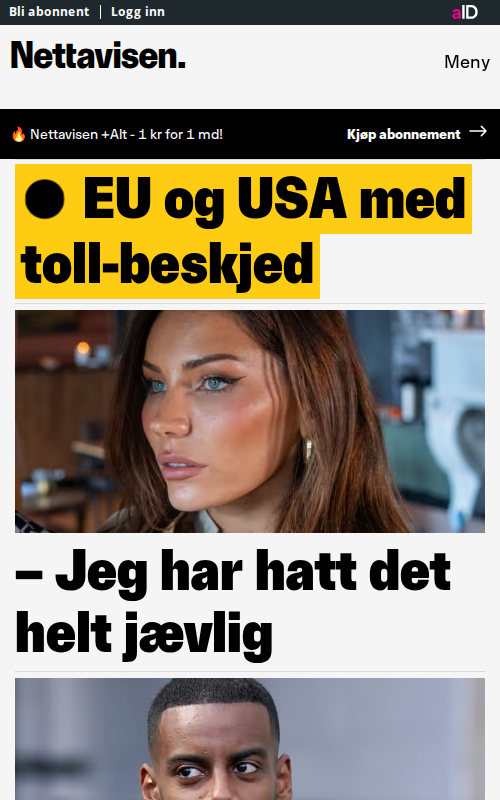 Bli abonnent | Logg inn
aID
Nettavisen.
Meny
🔥 Nettavisen +Alt - 1 kr for 1 md!
Kjøp abonnement →
● EU og USA med
toll-beskjed
– Jeg har hatt det
helt jævlig